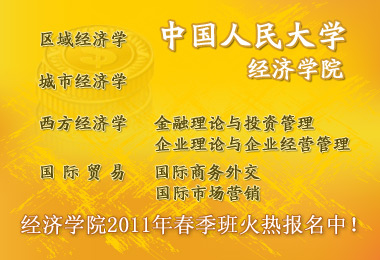 中国人民大学
经济学院
区域经济学
城市经济学
西方经济学 金融理论与投资管理
企业理论与企业经营管理
国际贸易 国际商务外交
国际市场营销
经济学院2011年春季班火热报名中！